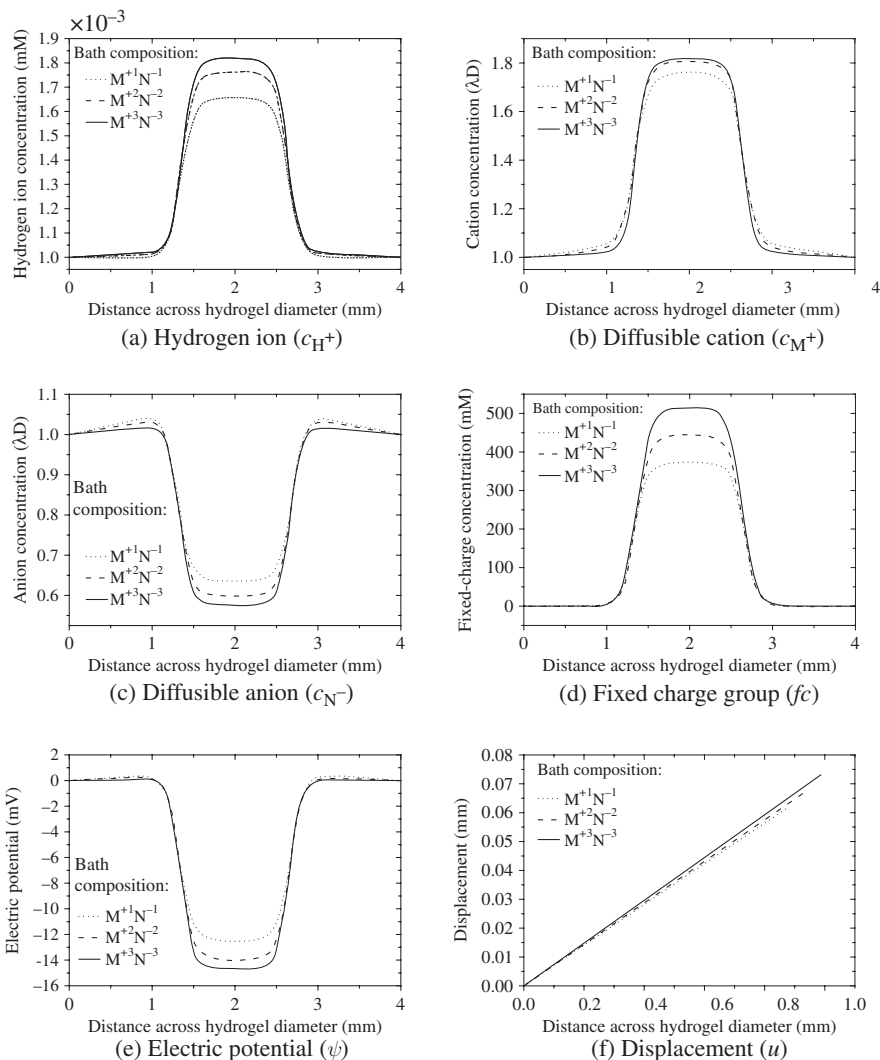 ×10⁻³
Hydrogen ion concentration (mM)
1.9
1.8
1.7
1.6
1.5
1.4
1.3
1.2
1.1
1.0
Bath composition:
M⁺¹N⁻¹
M⁺²N⁻²
M⁺³N⁻³
0 1 2 3 4
Distance across hydrogel diameter (mm)
(a) Hydrogen ion (c_H⁺)
Cation concentration (λD)
2.0
1.8
1.6
1.4
1.2
1.0
Bath composition:
M⁺¹N⁻¹
M⁺²N⁻²
M⁺³N⁻³
0 1 2 3 4
Distance across hydrogel diameter (mm)
(b) Diffusible cation (c_M⁺)
Anion concentration (λD)
1.1
1.0
0.9
0.8
0.7
0.6
Bath
composition:
M⁺¹N⁻¹
M⁺²N⁻²
M⁺³N⁻³
0 1 2 3 4
Distance across hydrogel diameter (mm)
(c) Diffusible anion (c_N⁻)
Fixed-charge concentration (mM)
500
400
300
200
100
0
Bath composition:
M⁺¹N⁻¹
M⁺²N⁻²
M⁺³N⁻³
0 1 2 3 4
Distance across hydrogel diameter (mm)
(d) Fixed charge group (fc)
Electric potential (mV)
2
0
−2
−4
−6
−8
−10
−12
-14
−16
Bath
composition:
M⁺¹N⁻¹
M⁺²N⁻²
M⁺³N⁻³
0 1 2 3 4
Distance across hydrogel diameter (mm)
(e) Electric potential (ψ)
Displacement (mm)
0.08
0.07
0.06
0.05
0.04
0.03
0.02
0.01
0.00
Bath composition:
M⁺¹N⁻¹
M⁺²N⁻²
M⁺³N⁻³
0.0 0.2 0.4 0.6 0.8 1.0
Distance across hydrogel diameter (mm)
(f) Displacement (u)